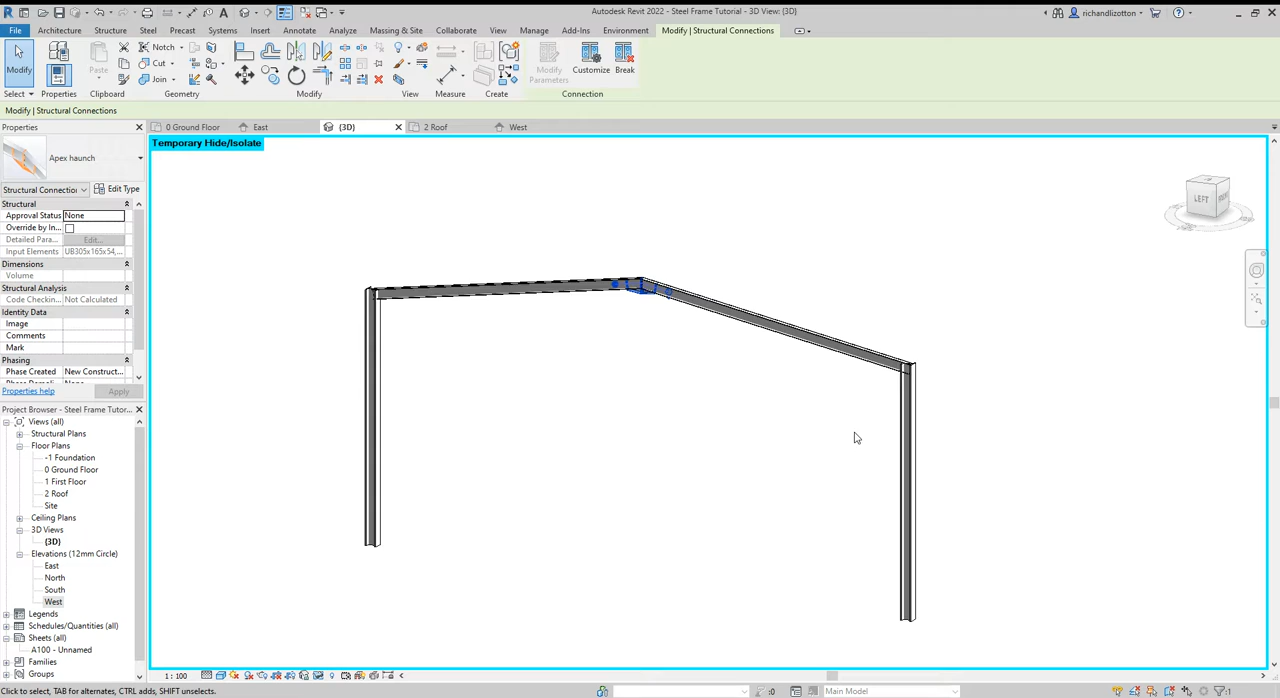 Autodesk Revit 2022 - Steel Frame Tutorial - 3D View: {3D}
richandlizotton
File Architecture Structure Steel Precast Systems Insert Annotate Analyze Massing & Site Collaborate View Manage Add-Ins Environment Modify | Structural Connections
Modify
Paste
Notch
Cut
Join
Modify Parameters
Customize
Break
Select Properties Clipboard Geometry Modify View Measure Create Connection
Modify | Structural Connections
Properties
0 Ground Floor
East
{3D}
2 Roof
West
Temporary Hide/Isolate
Apex haunch
Structural Connectio
Edit Type
Structural
Approval Status None
Override by In...
Detailed Para... Edit...
Input Elements UB305x165x54,...
Dimensions
Volume
Structural Analysis
Code Checkin... Not Calculated
Identity Data
Image
Comments
Mark
Phasing
Phase Created New Construct...
Properties help
Apply
Project Browser - Steel Frame Tutor...
Views (all)
Structural Plans
Floor Plans
-1 Foundation
0 Ground Floor
1 First Floor
2 Roof
Site
Ceiling Plans
3D Views
{3D}
Elevations (12mm Circle)
East
North
South
West
Legends
Schedules/Quantities (all)
Sheets (all)
A100 - Unnamed
Families
Groups
LEFT
1 : 100
Click to select, TAB for alternates, CTRL adds, SHIFT unselects.
:0
Main Model
:1